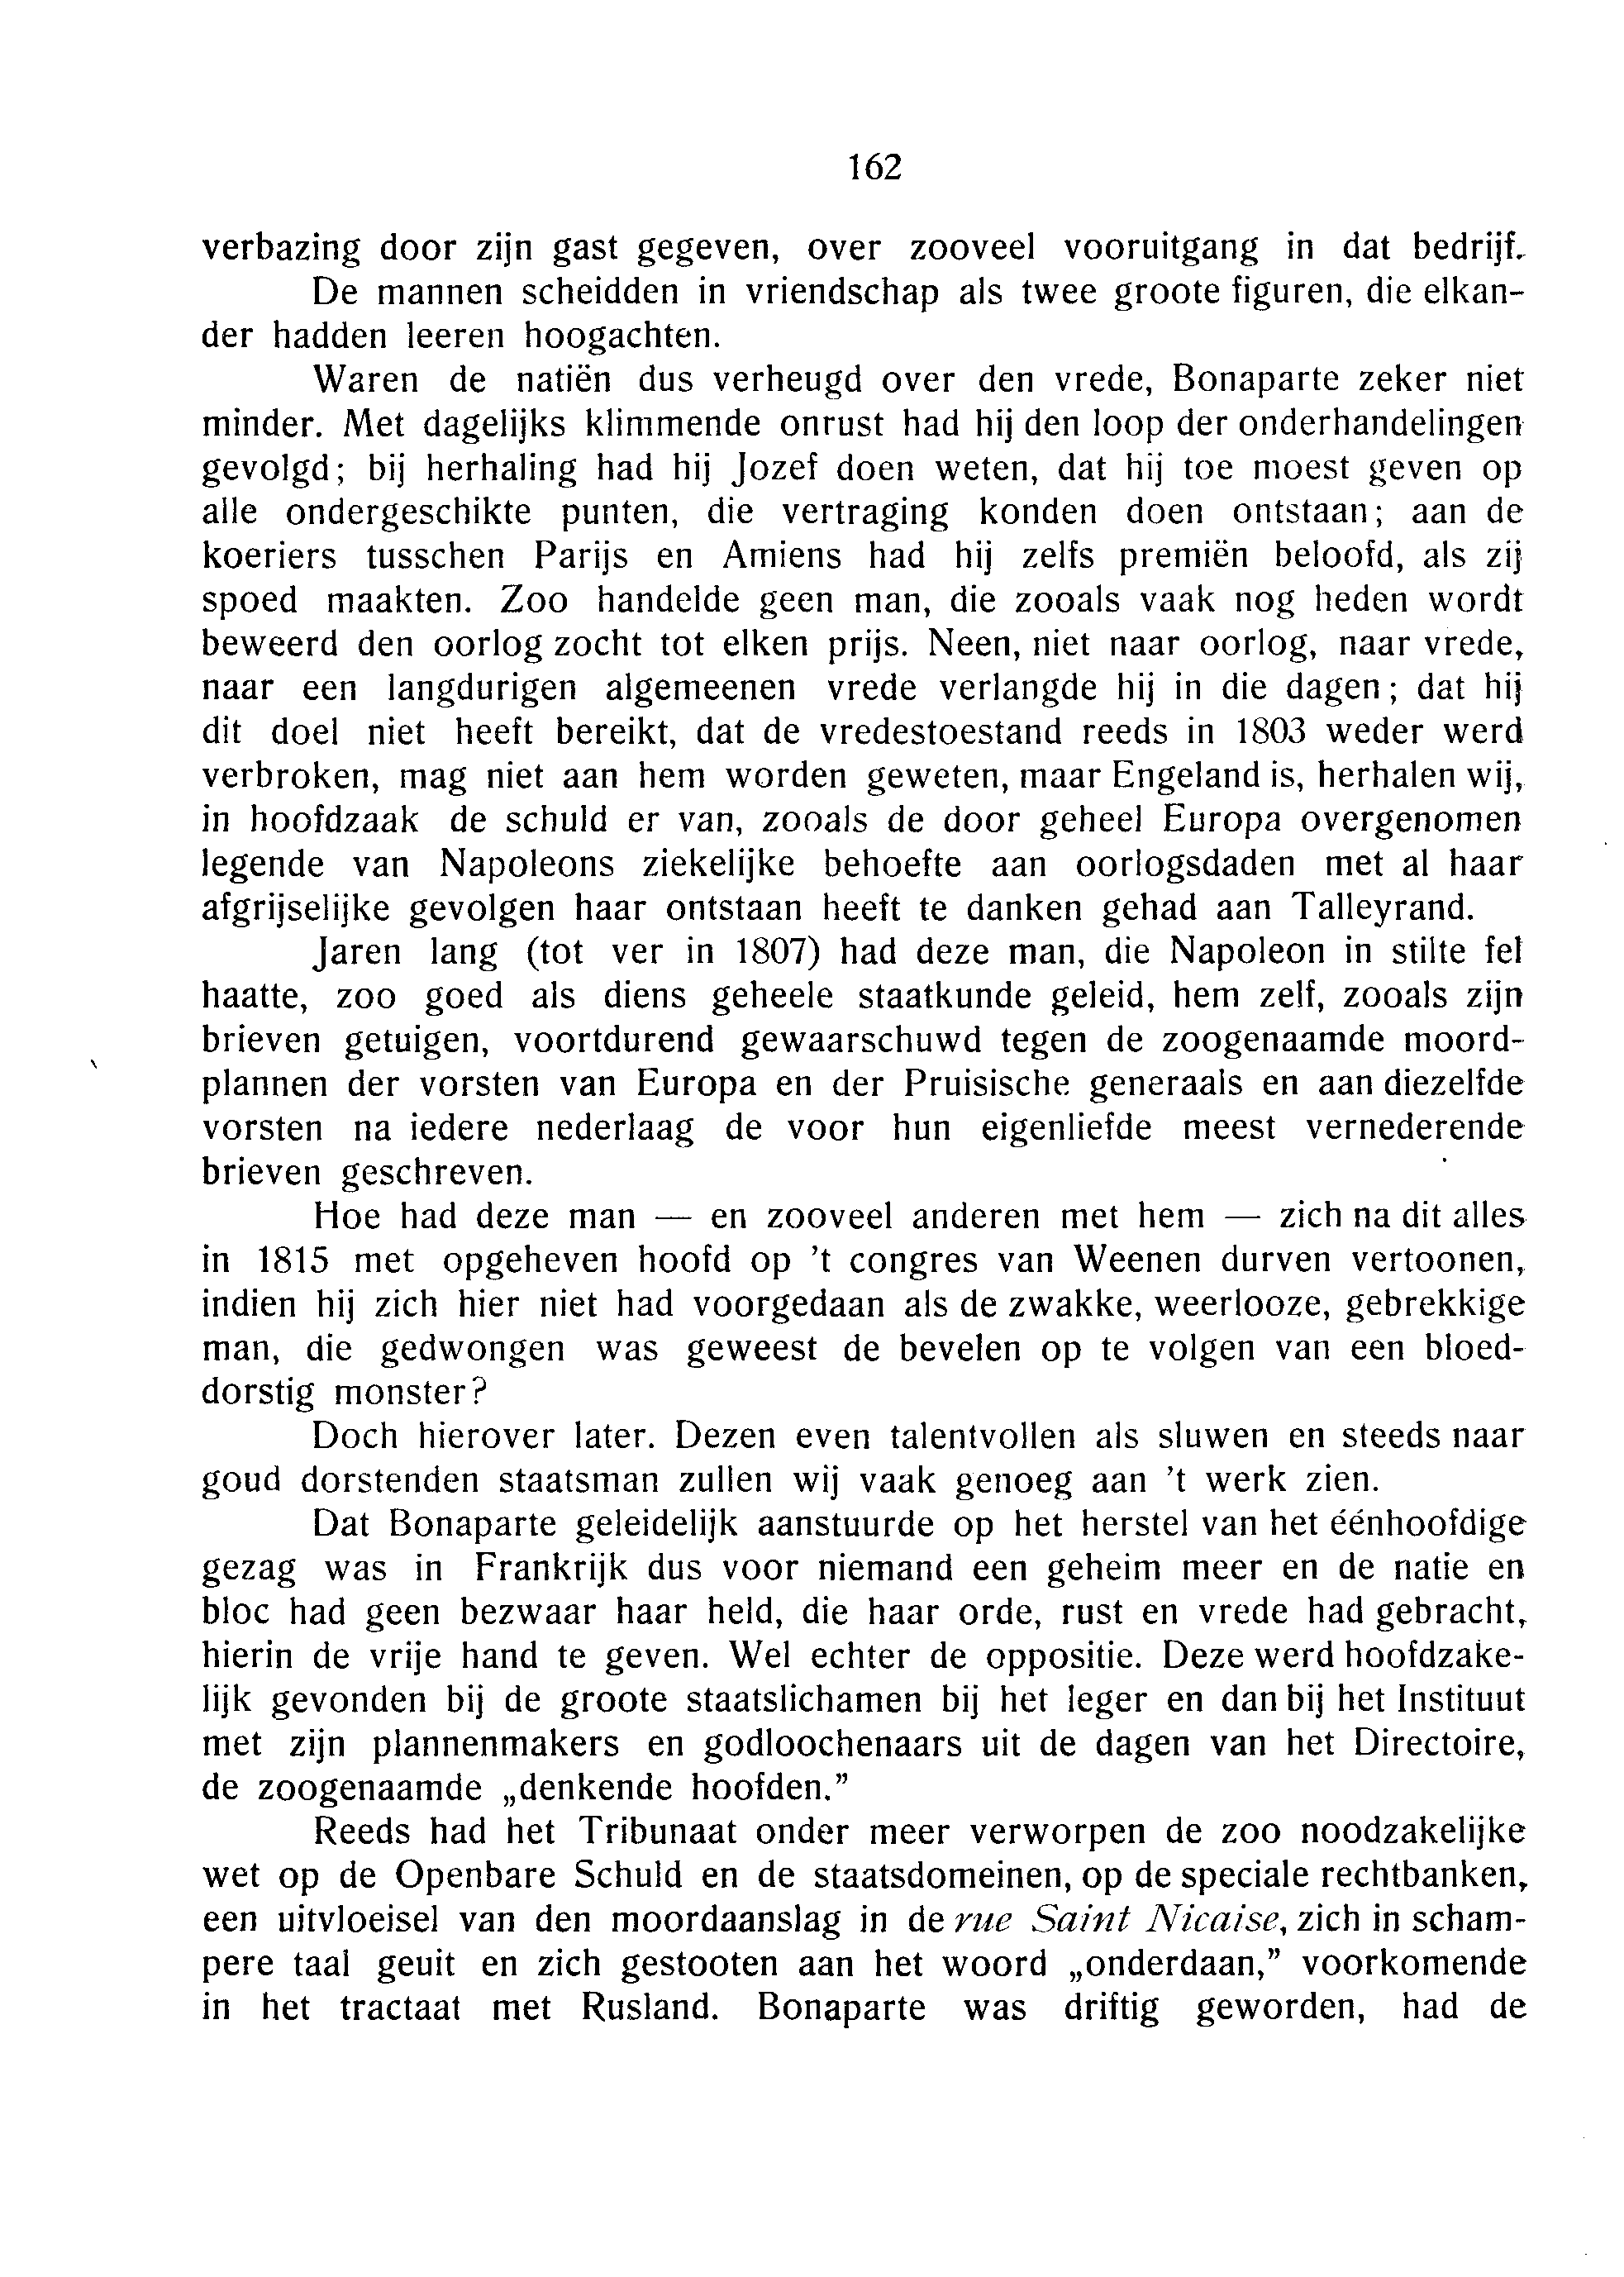 162
verbazing door zijn gast gegeven, over zooveel vooruitgang in dat bedrijf.
De mannen scheidden in vriendschap als twee groote figuren, die elkan-
der hadden leeren hoogachten.
Waren de natiën dus verheugd over den vrede, Bonaparte zeker niet
minder. Met dagelijks klimmende onrust had hij den loop der onderhandelingen
gevolgd; bij herhaling had hij Jozef doen weten, dat hij toe moest geven op
alle ondergeschikte punten, die vertraging konden doen ontstaan; aan de
koeriers tusschen Parijs en Amiens had hij zelfs premiën beloofd, als zij
spoed maakten. Zoo handelde geen man, die zooals vaak nog heden wordt
beweerd den oorlog zocht tot elken prijs. Neen, niet naar oorlog, naar vrede,
naar een langdurigen algemeenen vrede verlangde hij in die dagen; dat hij
dit doel niet heeft bereikt, dat de vredestoestand reeds in 1803 weder werd
verbroken, mag niet aan hem worden geweten, maar Engeland is, herhalen wij,
in hoofdzaak de schuld er van, zooals de door geheel Europa overgenomen
legende van Napoleons ziekelijke behoefte aan oorlogsdaden met al haar
afgrijselijke gevolgen haar ontstaan heeft te danken gehad aan Talleyrand.
Jaren lang (tot ver in 1807) had deze man, die Napoleon in stilte fel
haatte, zoo goed als diens geheele staatkunde geleid, hem zelf, zooals zijn
brieven getuigen, voortdurend gewaarschuwd tegen de zoogenaamde moord-
plannen der vorsten van Europa en der Pruisische generaals en aan diezelfde
vorsten na iedere nederlaag de voor hun eigenliefde meest vernederende
brieven geschreven.
Hoe had deze man — en zooveel anderen met hem — zich na dit alles
in 1815 met opgeheven hoofd op 't congres van Weenen durven vertoonen,
indien hij zich hier niet had voorgedaan als de zwakke, weerlooze, gebrekkige
man, die gedwongen was geweest de bevelen op te volgen van een bloed-
dorstig monster?
Doch hierover later. Dezen even talentvollen als sluwen en steeds naar
goud dorstenden staatsman zullen wij vaak genoeg aan 't werk zien.
Dat Bonaparte geleidelijk aanstuurde op het herstel van het éénhoofdige
gezag was in Frankrijk dus voor niemand een geheim meer en de natie en
bloc had geen bezwaar haar held, die haar orde, rust en vrede had gebracht,
hierin de vrije hand te geven. Wel echter de oppositie. Deze werd hoofdzake-
lijk gevonden bij de groote staatslichamen bij het leger en dan bij het Instituut
met zijn plannenmakers en godloochenaars uit de dagen van het Directoire,
de zoogenaamde „denkende hoofden.”
Reeds had het Tribunaat onder meer verworpen de zoo noodzakelijke
wet op de Openbare Schuld en de staatsdomeinen, op de speciale rechtbanken,
een uitvloeisel van den moordaanslag in de rue Saint Nicaise, zich in scham-
pere taal geuit en zich gestooten aan het woord „onderdaan,” voorkomende
in het tractaat met Rusland. Bonaparte was driftig geworden, had de